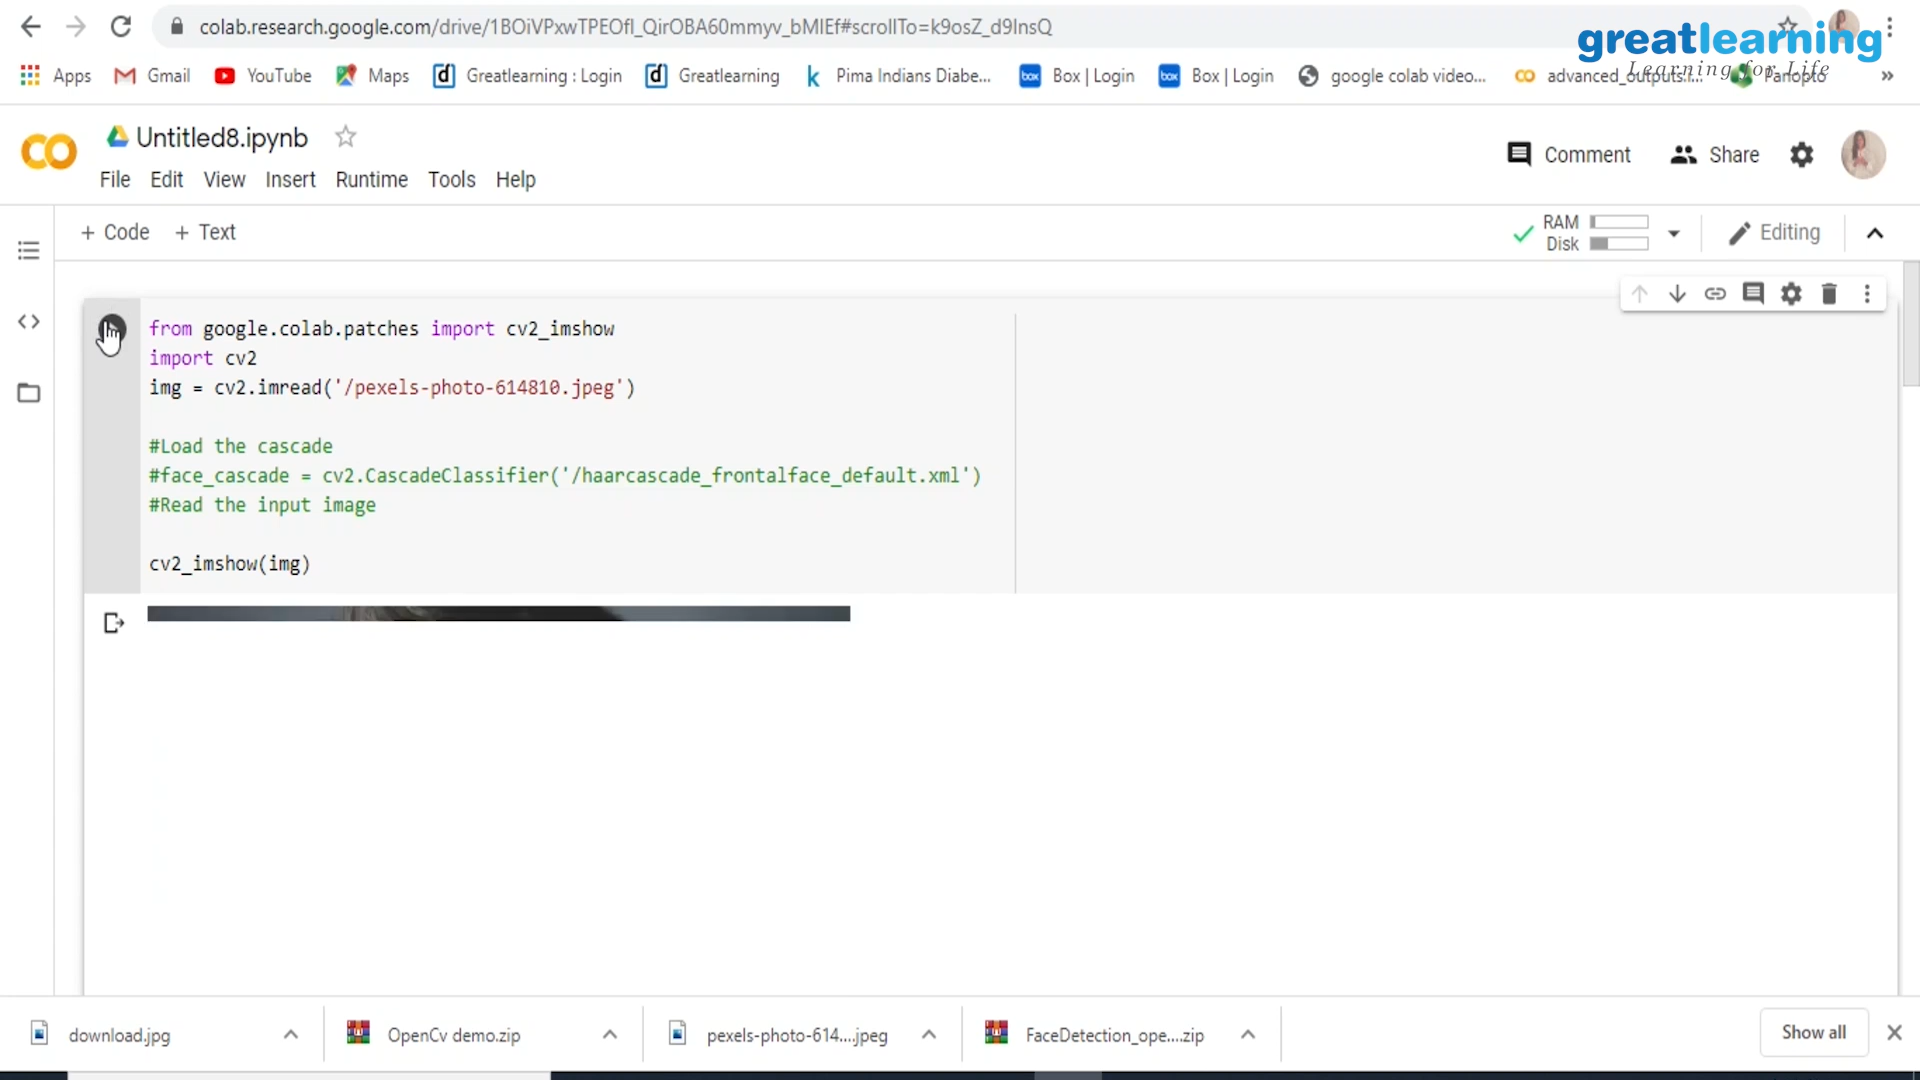 colab.research.google.com/drive/1BOiVPxwTPEOfl_QirOBA60mmyv_bMIEf#scrollTo=k9osZ_d9InsQ
greatlearning
Learning for Life
Apps Gmail YouTube Maps Greatlearning : Login Greatlearning Pima Indians Diabe... Box | Login Box | Login google colab video... advanced_outputs.i... Panopto »
Untitled8.ipynb
Comment Share
File Edit View Insert Runtime Tools Help
+ Code + Text
RAM
Disk
Editing
from google.colab.patches import cv2_imshow
import cv2
img = cv2.imread('/pexels-photo-614810.jpeg')
#Load the cascade
#face_cascade = cv2.CascadeClassifier('/haarcascade_frontalface_default.xml')
#Read the input image
cv2_imshow(img)
download.jpg OpenCv demo.zip pexels-photo-614....jpeg FaceDetection_ope....zip Show all